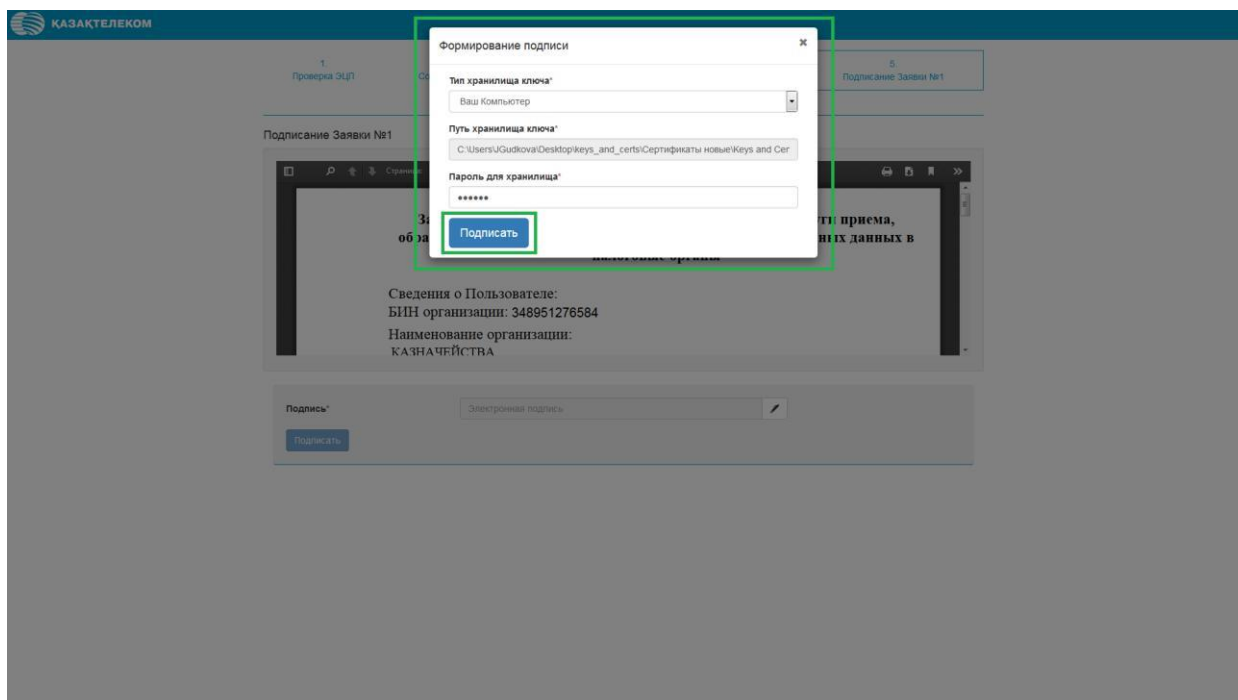 ҚАЗАҚТЕЛЕКОМ
Формирование подписи
1.
Проверка ЭЦП
5.
Подписание Заявки №1
Тип хранилища ключа*
Ваш Компьютер
Путь хранилища ключа*
C:\Users\JGudkova\Desktop\keys_and_certs\Сертификаты новые\Keys and Cer
Пароль для хранилища*
Подписать
Подписание Заявки №1
приема,
данных в
Сведения о Пользователе:
БИН организации: 348951276584
Наименование организации:
КАЗНАЧЕЙСТВА
Подпись*
Электронная подпись
Подписать